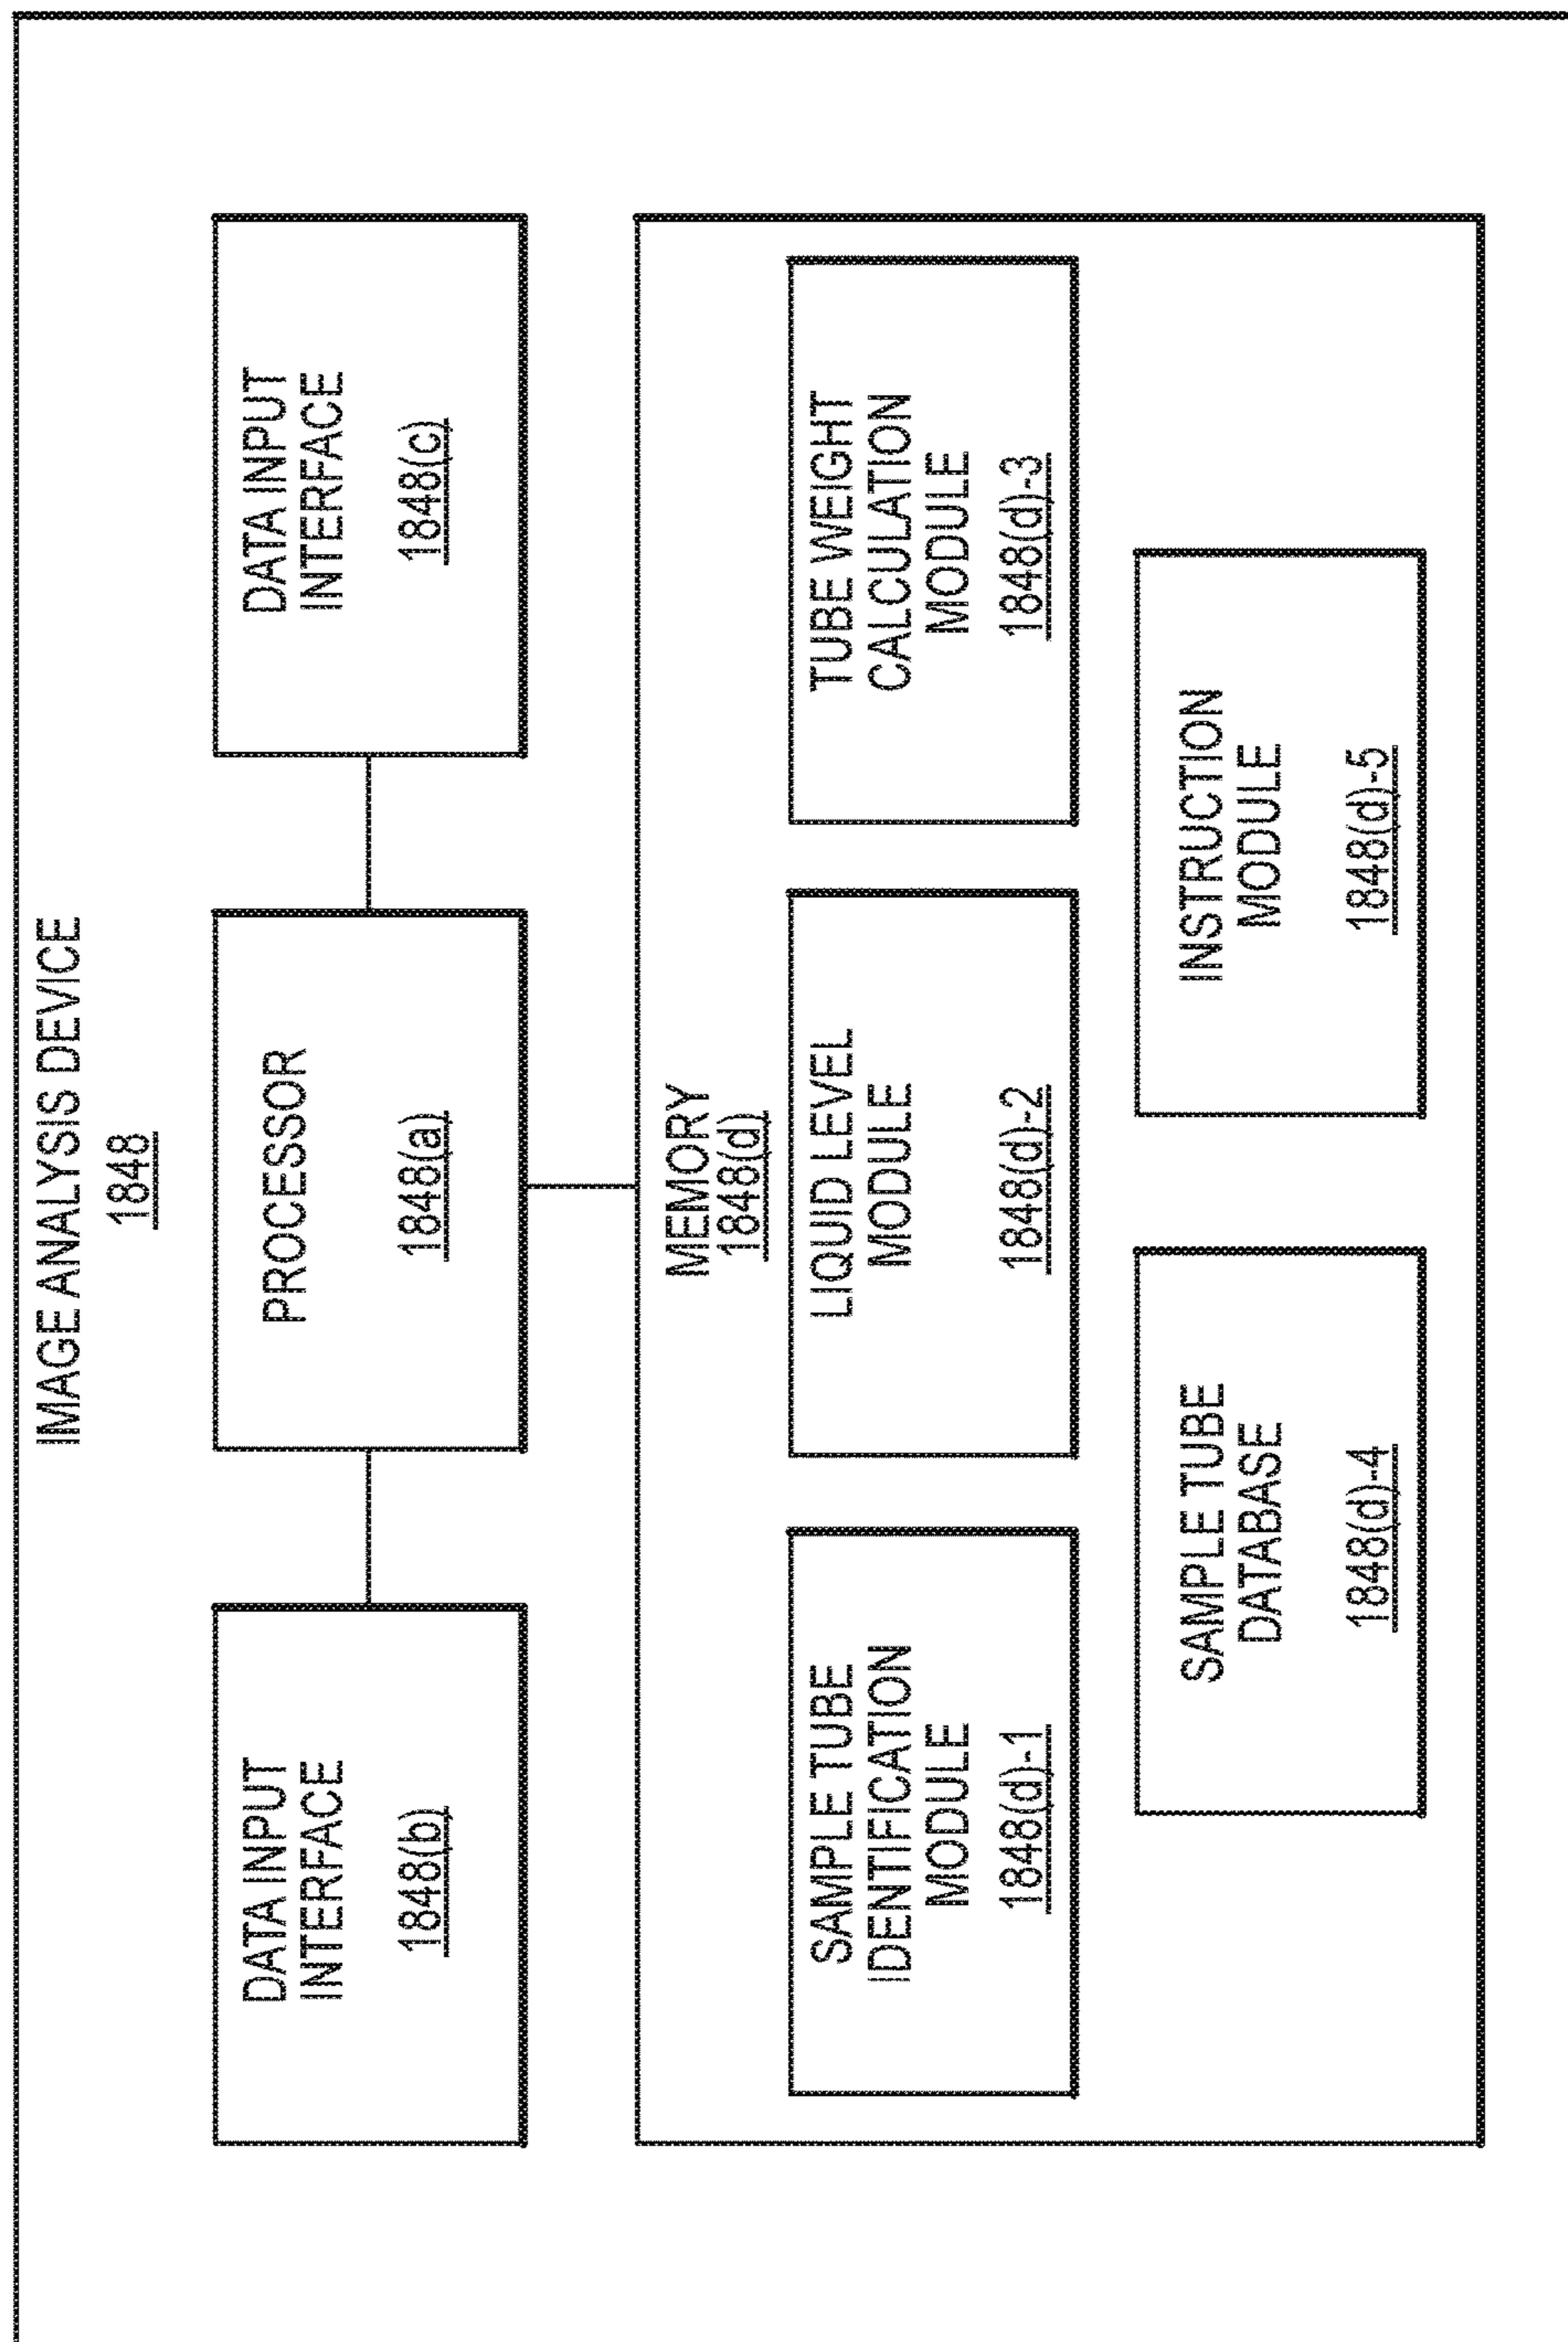 IMAGE ANALYSIS DEVICE
1848
DATA INPUT
INTERFACE
1848(b)
PROCESSOR
1848(a)
DATA INPUT
INTERFACE
1848(c)
MEMORY
1848(d)
SAMPLE TUBE
IDENTIFICATION
MODULE
1848(d)-1
LIQUID LEVEL
MODULE
1848(d)-2
TUBE WEIGHT
CALCULATION
MODULE
1848(d)-3
SAMPLE TUBE
DATABASE
1848(d)-4
INSTRUCTION
MODULE
1848(d)-5